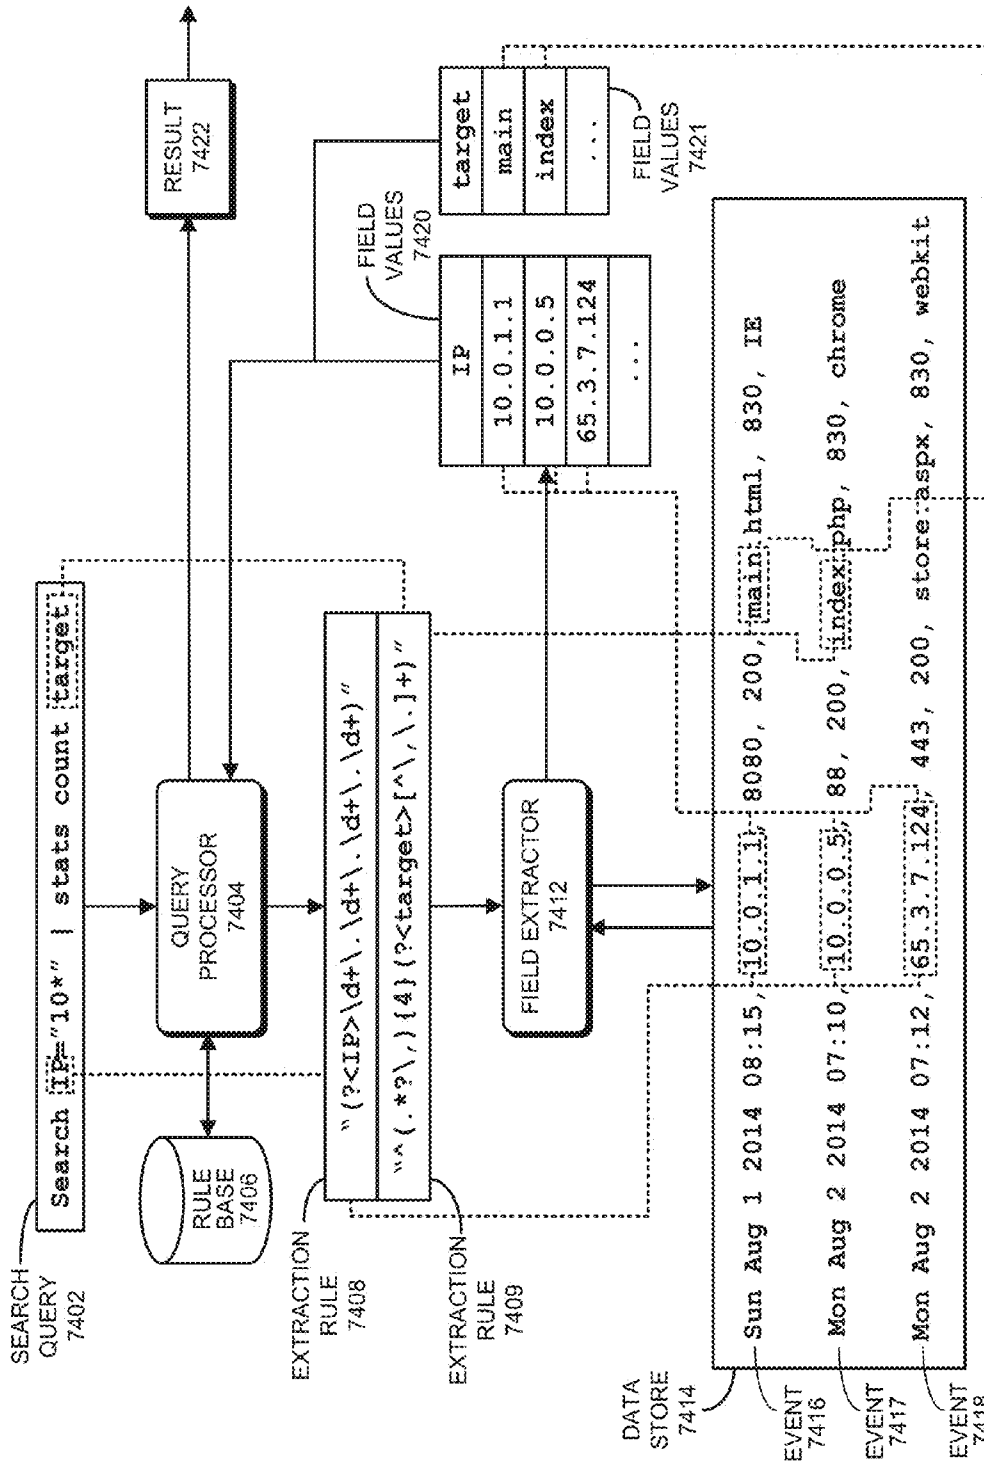 SEARCH
QUERY
7402
Search IP="10*" | stats count target
RULE
BASE
7406
QUERY
PROCESSOR
7404
RESULT
7422
EXTRACTION
RULE
7408
"(?<IP>\d+\.\d+\.\d+\.\d+)"
"^(.*?\,){4}(?<target>[^\,\.]+)"
EXTRACTION
RULE
7409
FIELD
VALUES
7420
IP
10.0.1.1
10.0.0.5
65.3.7.124
...
target
main
index
...
FIELD
VALUES
7421
FIELD EXTRACTOR
7412
DATA
STORE
7414
EVENT
7416
Sun Aug 1 2014 08:15, 10.0.1.1, 8080, 200, main.html, 830, IE
EVENT
7417
Mon Aug 2 2014 07:10, 10.0.0.5, 88, 200, index.php, 830, chrome
EVENT
7418
Mon Aug 2 2014 07:12, 65.3.7.124, 443, 200, store.aspx, 830, webkit